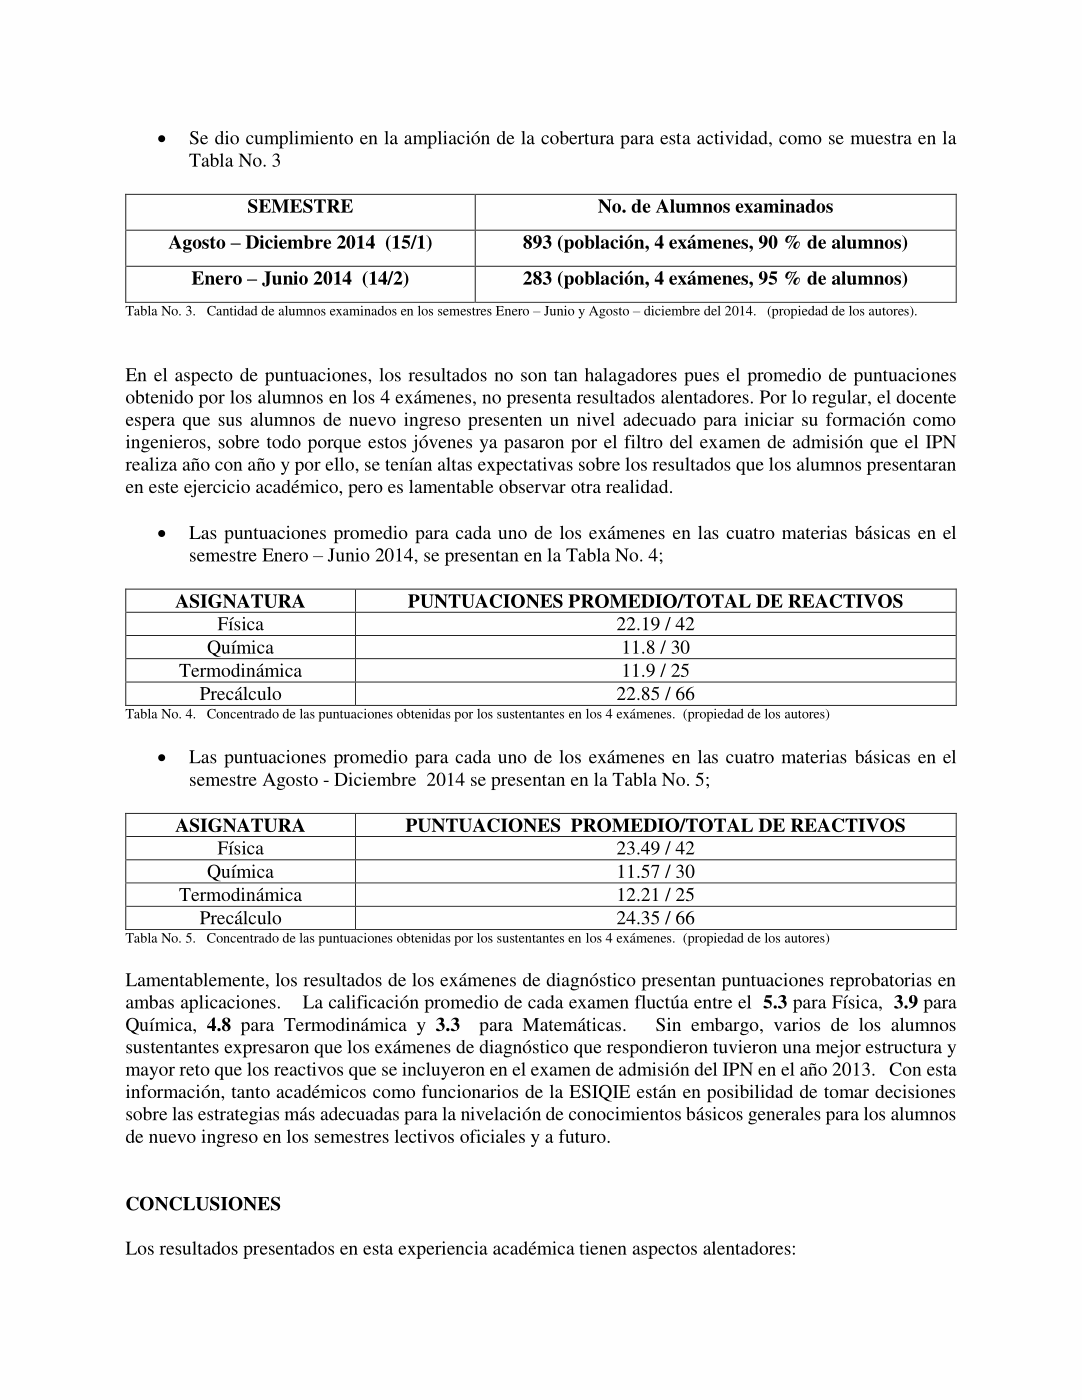 • Se dio cumplimiento en la ampliación de la cobertura para esta actividad, como se muestra en la
Tabla No. 3
SEMESTRE No. de Alumnos examinados
Agosto – Diciembre 2014 (15/1) 893 (población, 4 exámenes, 90 % de alumnos)
Enero – Junio 2014 (14/2) 283 (población, 4 exámenes, 95 % de alumnos)
Tabla No. 3. Cantidad de alumnos examinados en los semestres Enero – Junio y Agosto – diciembre del 2014. (propiedad de los autores).
En el aspecto de puntuaciones, los resultados no son tan halagadores pues el promedio de puntuaciones
obtenido por los alumnos en los 4 exámenes, no presenta resultados alentadores. Por lo regular, el docente
espera que sus alumnos de nuevo ingreso presenten un nivel adecuado para iniciar su formación como
ingenieros, sobre todo porque estos jóvenes ya pasaron por el filtro del examen de admisión que el IPN
realiza año con año y por ello, se tenían altas expectativas sobre los resultados que los alumnos presentaran
en este ejercicio académico, pero es lamentable observar otra realidad.
• Las puntuaciones promedio para cada uno de los exámenes en las cuatro materias básicas en el
semestre Enero – Junio 2014, se presentan en la Tabla No. 4;
ASIGNATURA PUNTUACIONES PROMEDIO/TOTAL DE REACTIVOS
Física 22.19 / 42
Química 11.8 / 30
Termodinámica 11.9 / 25
Precálculo 22.85 / 66
Tabla No. 4. Concentrado de las puntuaciones obtenidas por los sustentantes en los 4 exámenes. (propiedad de los autores)
• Las puntuaciones promedio para cada uno de los exámenes en las cuatro materias básicas en el
semestre Agosto - Diciembre 2014 se presentan en la Tabla No. 5;
ASIGNATURA PUNTUACIONES PROMEDIO/TOTAL DE REACTIVOS
Física 23.49 / 42
Química 11.57 / 30
Termodinámica 12.21 / 25
Precálculo 24.35 / 66
Tabla No. 5. Concentrado de las puntuaciones obtenidas por los sustentantes en los 4 exámenes. (propiedad de los autores)
Lamentablemente, los resultados de los exámenes de diagnóstico presentan puntuaciones reprobatorias en
ambas aplicaciones. La calificación promedio de cada examen fluctúa entre el 5.3 para Física, 3.9 para
Química, 4.8 para Termodinámica y 3.3 para Matemáticas. Sin embargo, varios de los alumnos
sustentantes expresaron que los exámenes de diagnóstico que respondieron tuvieron una mejor estructura y
mayor reto que los reactivos que se incluyeron en el examen de admisión del IPN en el año 2013. Con esta
información, tanto académicos como funcionarios de la ESIQIE están en posibilidad de tomar decisiones
sobre las estrategias más adecuadas para la nivelación de conocimientos básicos generales para los alumnos
de nuevo ingreso en los semestres lectivos oficiales y a futuro.
CONCLUSIONES
Los resultados presentados en esta experiencia académica tienen aspectos alentadores: